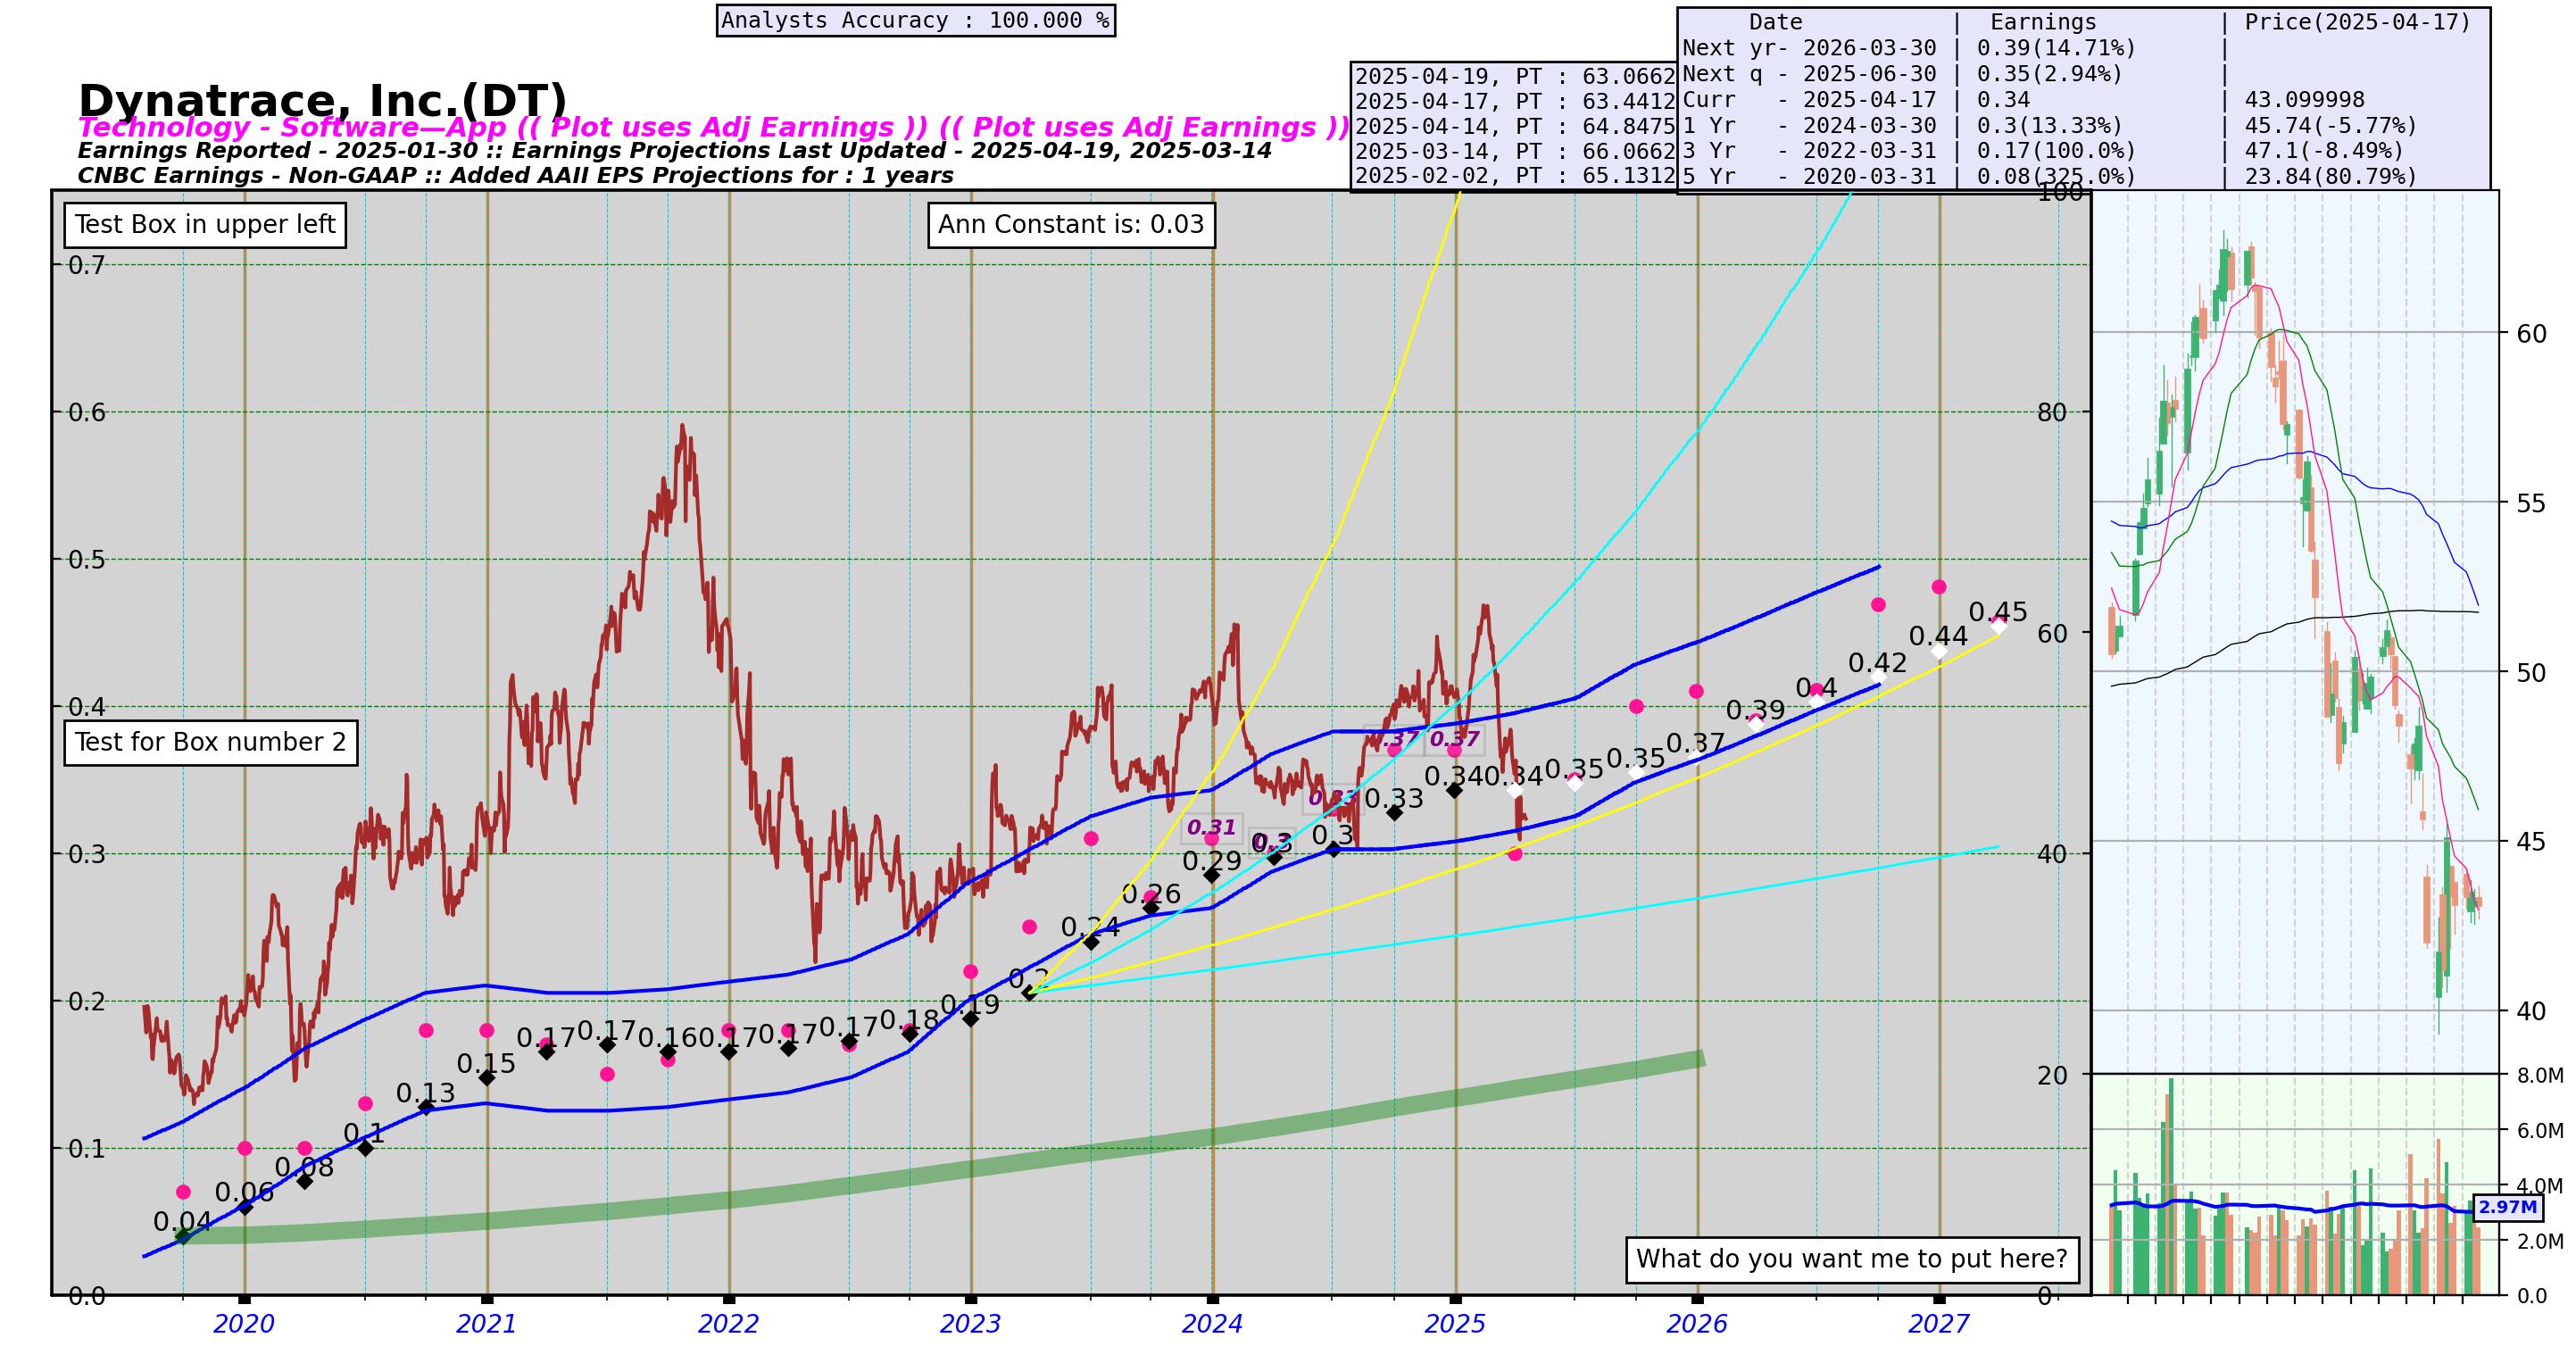 Analysts Accuracy : 100.000 %
Date | Earnings | Price(2025-04-17)
Next yr- 2026-03-30 | 0.39(14.71%) |
Next q - 2025-06-30 | 0.35(2.94%) |
Curr - 2025-04-17 | 0.34 | 43.099998
1 Yr - 2024-03-30 | 0.3(13.33%) | 45.74(-5.77%)
3 Yr - 2022-03-31 | 0.17(100.0%) | 47.1(-8.49%)
5 Yr - 2020-03-31 | 0.08(325.0%) | 23.84(80.79%)
2025-04-19, PT : 63.0662
2025-04-17, PT : 63.4412
2025-04-14, PT : 64.8475
2025-03-14, PT : 66.0662
2025-02-02, PT : 65.1312
Dynatrace, Inc.(DT)
Technology - Software—App (( Plot uses Adj Earnings )) (( Plot uses Adj Earnings ))
Earnings Reported - 2025-01-30 :: Earnings Projections Last Updated - 2025-04-19, 2025-03-14
CNBC Earnings - Non-GAAP :: Added AAII EPS Projections for : 1 years
Test Box in upper left
Ann Constant is: 0.03
Test for Box number 2
What do you want me to put here?
0.7
0.6
0.5
0.4
0.3
0.2
0.1
0.0
100
80
60
40
20
0
0.04
0.06
0.08
0.1
0.13
0.15
0.17
0.17
0.16
0.17
0.17
0.17
0.18
0.19
0.2
0.24
0.26
0.29
0.31
0.3
0.3
0.3
0.33
0.33
0.37
0.34
0.34
0.35
0.35
0.37
0.39
0.4
0.42
0.44
0.45
60
55
50
45
40
8.0M
6.0M
4.0M
2.97M
2.0M
0.0
2020
2021
2022
2023
2024
2025
2026
2027